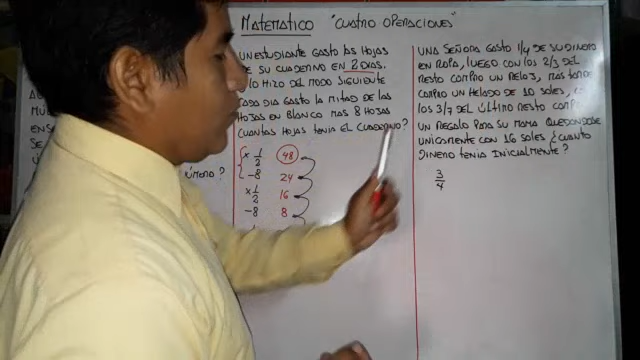 MATEMATICO "CUATRO OPERACIONES"
UN ESTUDIANTE GASTO LAS HOJAS
DE SU CUADERNO EN 2 DIAS.
LO HIZO DEL MODO SIGUIENTE
CADA DIA GASTO LA MITAD DE LAS
HOJAS EN BLANCO MAS 8 HOJAS
CUANTAS HOJAS TENIA EL CUADERNO?
× 1/2 48
-8 24
× 1/2 16
-8 8
UNA SEÑORA GASTO 1/4 DE SU DINERO
EN ROPA, LUEGO CON LOS 2/3 DEL
RESTO COMPRO UN RELOJ, MAS TARDE
COMPRO UN HELADO DE 10 SOLES,
LOS 3/7 DEL ÚLTIMO RESTO COMPR
UN REGALO PARA SU MAMA QUEDANDOSE
UNICAMENTE CON 16 SOLES ¿CUANTO
DINERO TENIA INICIALMENTE?
3/4
NÚMERO?